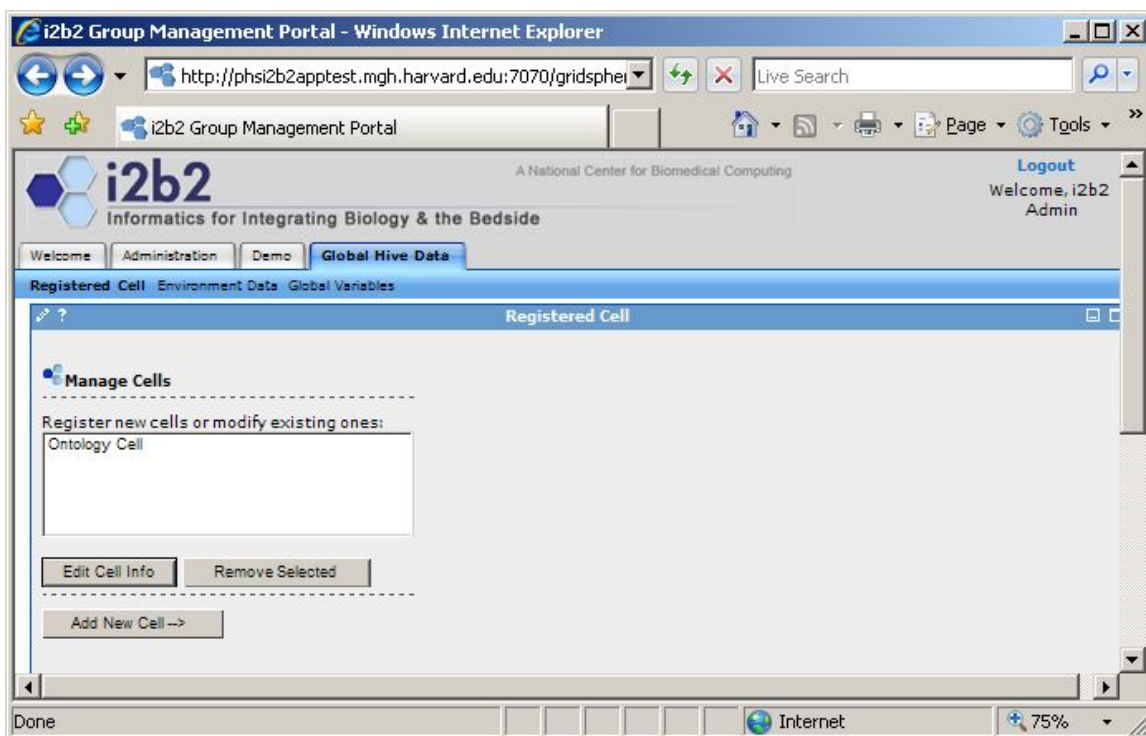 i2b2 Group Management Portal - Windows Internet Explorer
http://phsi2b2apptest.mgh.harvard.edu:7070/gridspher
Live Search
i2b2 Group Management Portal
Page
Tools
»
i2b2
A National Center for Biomedical Computing
Informatics for Integrating Biology & the Bedside
Logout
Welcome, i2b2
Admin
Welcome Administration Demo Global Hive Data
Registered Cell Environment Data Global Variables
? Registered Cell
Manage Cells
Register new cells or modify existing ones:
Ontology Cell
Edit Cell Info Remove Selected
Add New Cell-->
Done Internet 75%